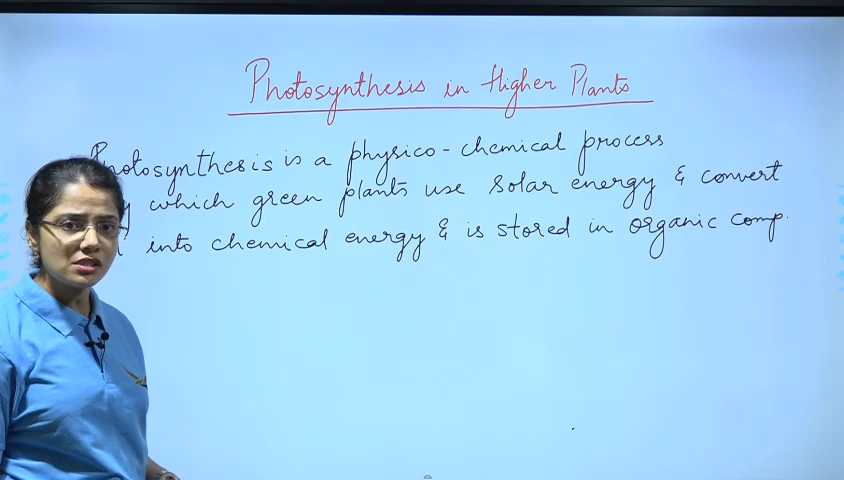 Photosynthesis in Higher Plants
Photosynthesis is a physico-chemical process
which green plants use solar energy & convert
into chemical energy & is stored in organic comp.